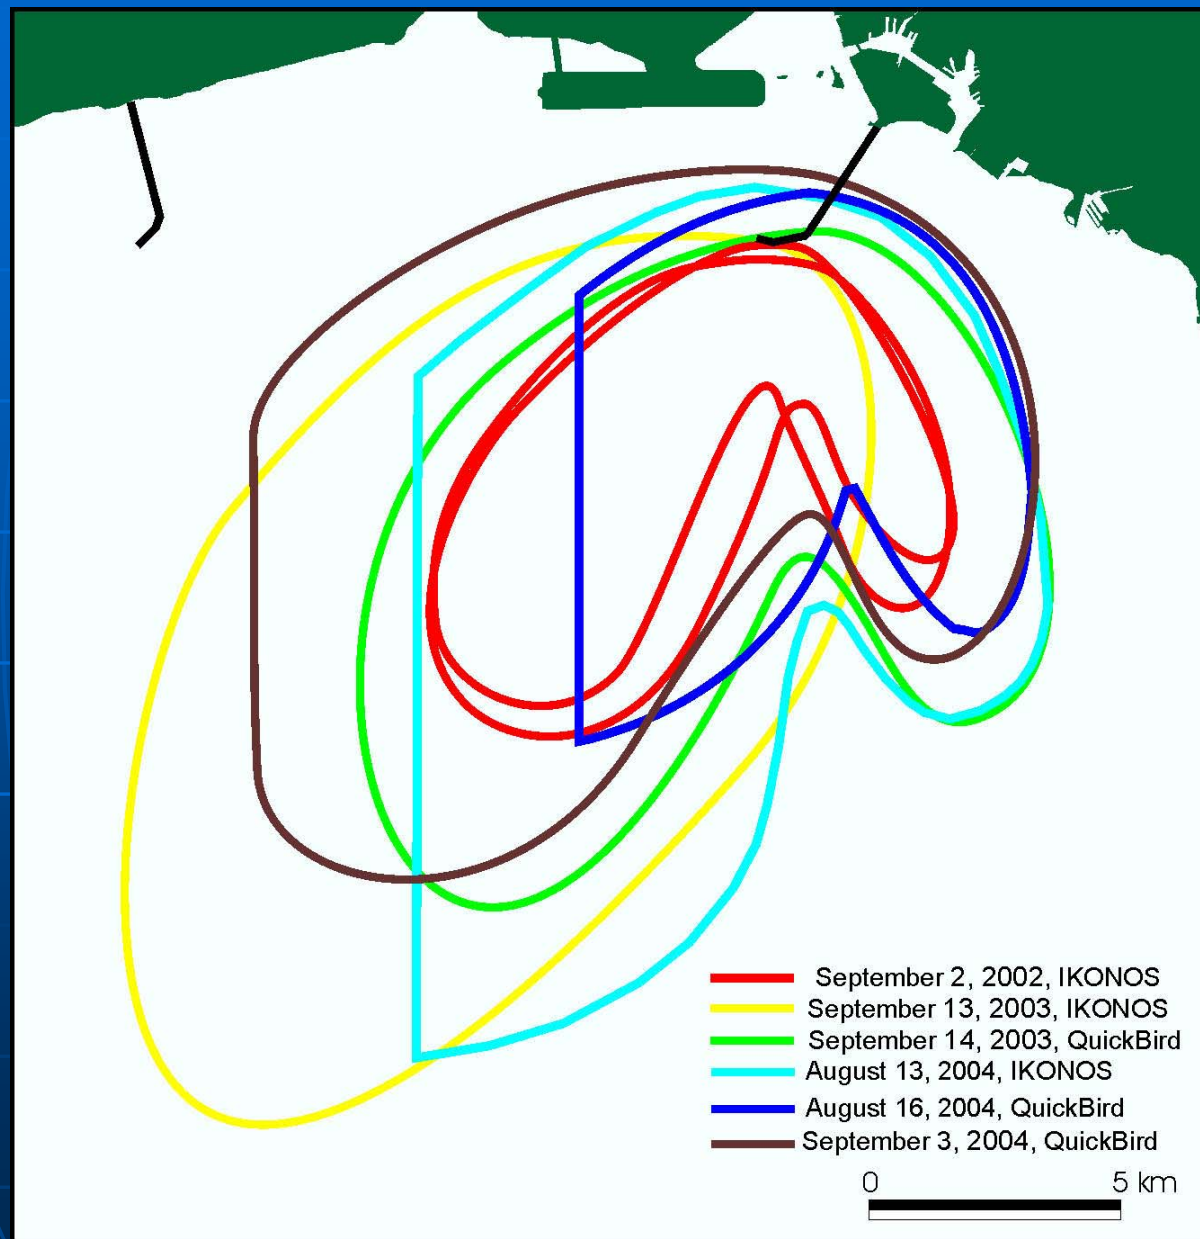 September 2, 2002, IKONOS
September 13, 2003, IKONOS
September 14, 2003, QuickBird
August 13, 2004, IKONOS
August 16, 2004, QuickBird
September 3, 2004, QuickBird
0 5 km